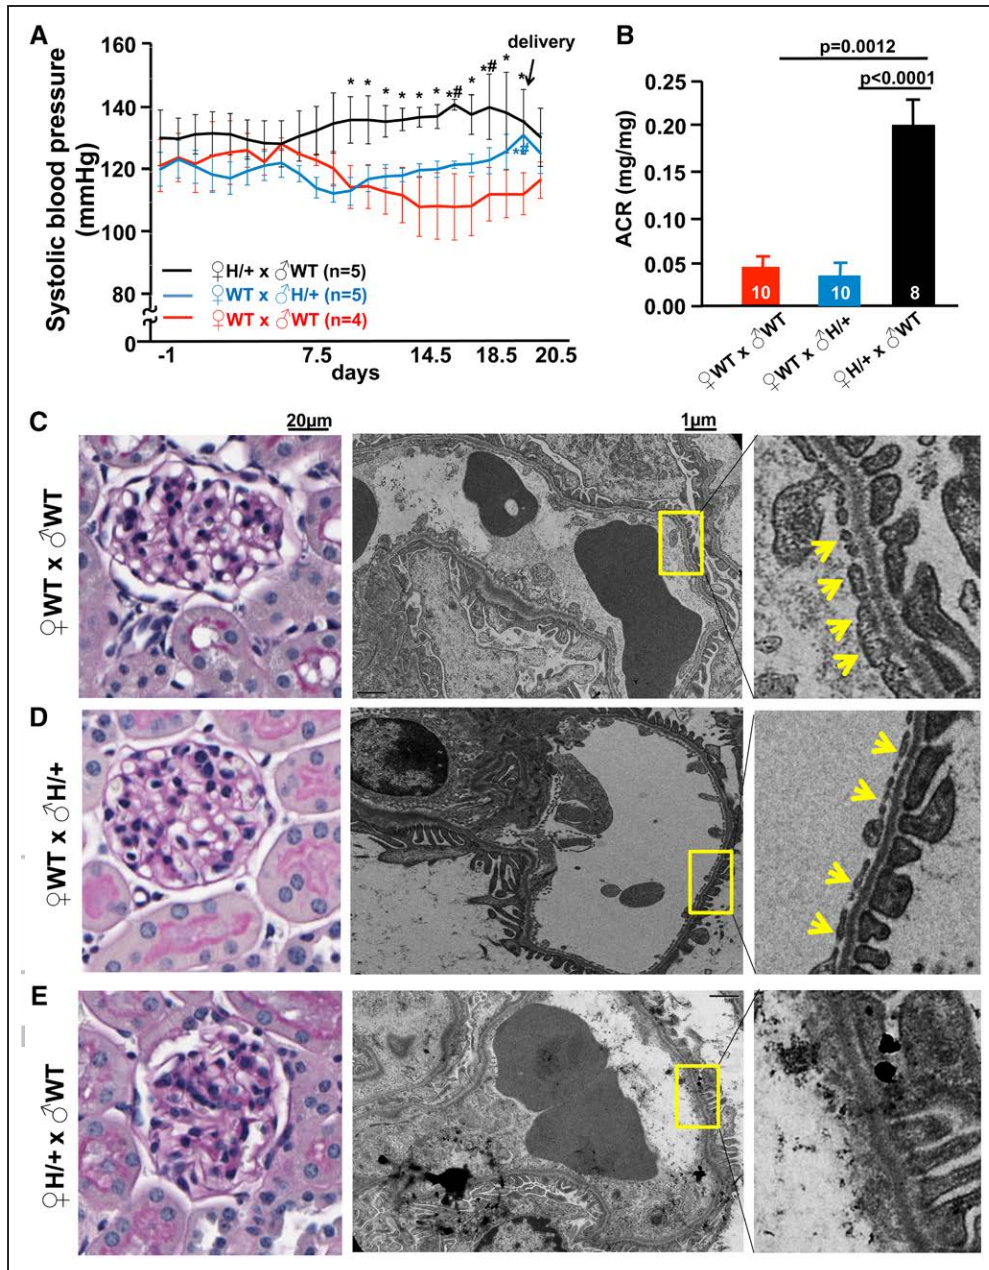 A
160
140
120
100
80
0
Systolic blood pressure
(mmHg)
* * * * * * *# * *# * *
delivery
*#
♀H/+ x ♂WT (n=5)
♀WT x ♂H/+ (n=5)
♀WT x ♂WT (n=4)
-1 7.5 14.5 18.5 20.5
days
B
p=0.0012
p<0.0001
0.25
0.20
0.15
0.10
0.05
0.00
ACR (mg/mg)
10 10 8
♀WT x ♂WT
♀WT x ♂H/+
♀H/+ x ♂WT
C
20µm
1µm
♀WT x ♂WT
D
♀WT x ♂H/+
E
♀H/+ x ♂WT